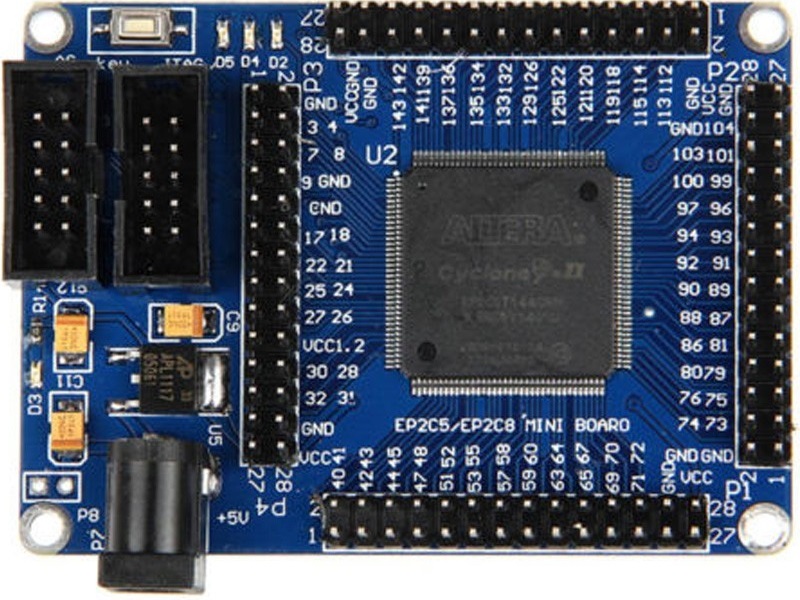 27
28
1
2
key
JTAG
D5 D4 D2
1 2
P3
VCC
GND
GND
143 142
141 139
137 136
135 134
133 132
129 126
125 122
121 120
119 118
115 114
113 112
GND
VCC
GND
P2
28 27
GND
3 4
7 8
9 GND
GND
17 18
22 21
25 24
27 26
VCC1.2
30 28
32 31
GND
VCC
U2
ALTERA
Cyclone II
GND104
103 101
100 99
97 96
94 93
92 91
90 89
88 87
86 81
80 79
76 75
74 73
GND GND
VCC
C9
C11
D3
APL1117
U5
EP2C5/EP2C8 MINI BOARD
40 41
42 43
44 45
47 48
51 52
53 55
57 58
59 60
63 64
65 67
69 70
71 72
GND
27 28
P4
2
1
28
27
P1
2 1
P8
P7
+5V